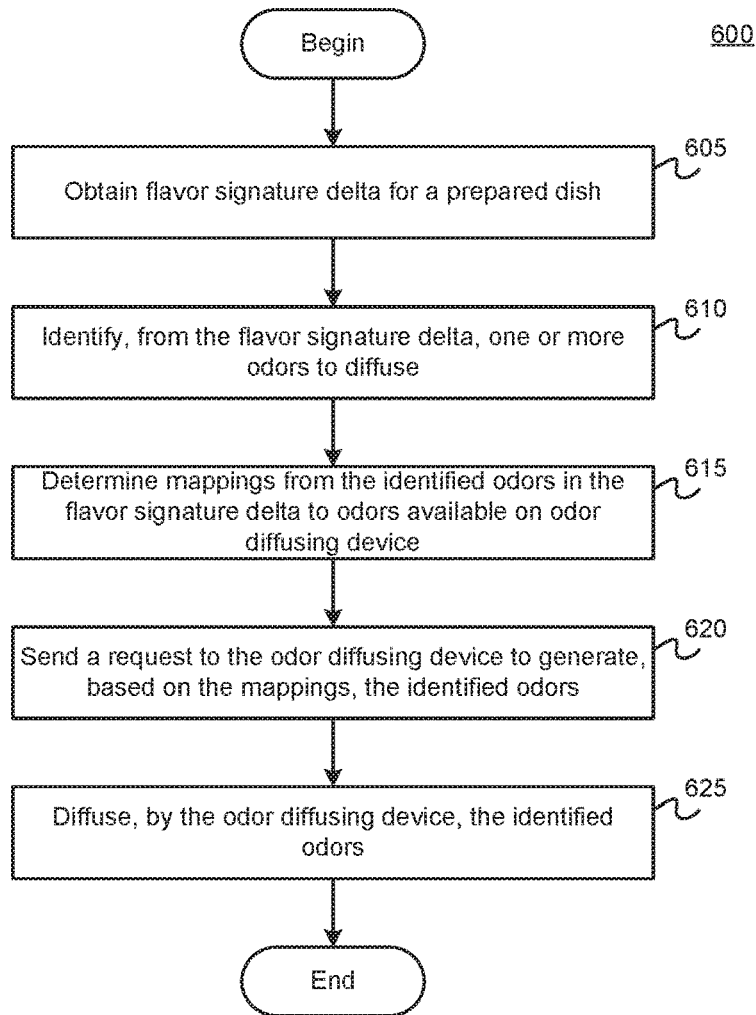 Begin
600
605
Obtain flavor signature delta for a prepared dish
610
Identify, from the flavor signature delta, one or more
odors to diffuse
615
Determine mappings from the identified odors in the
flavor signature delta to odors available on odor
diffusing device
620
Send a request to the odor diffusing device to generate,
based on the mappings, the identified odors
625
Diffuse, by the odor diffusing device, the identified
odors
End